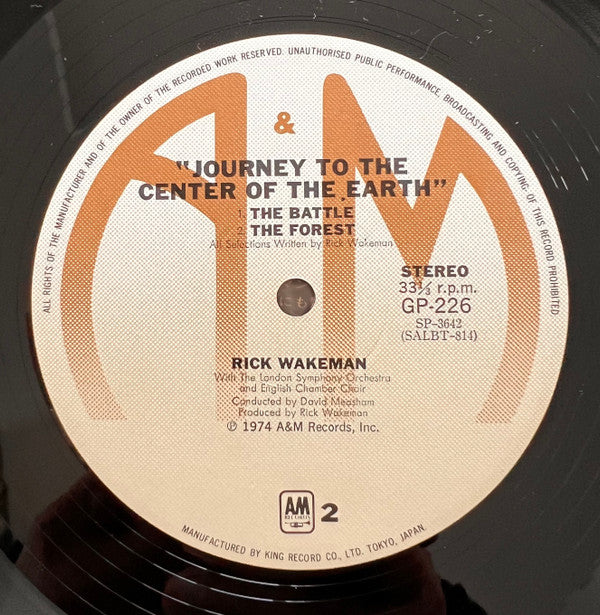 ALL RIGHTS OF THE MANUFACTURER AND OF THE OWNER OF THE RECORDED WORK RESERVED. UNAUTHORISED PUBLIC PERFORMANCE, BROADCASTING AND COPYING OF THIS RECORD PROHIBITED
A & M
"JOURNEY TO THE
CENTER OF THE EARTH"
1. THE BATTLE
2. THE FOREST
All Selections Written by Rick Wakeman
STEREO
33⅓ r.p.m.
GP-226
SP-3642
(SALBT-814)
にも
RICK WAKEMAN
With The London Symphony Orchestra
and English Chamber Choir
Conducted by David Measham
Produced by Rick Wakeman
℗ 1974 A&M Records, Inc.
AM
RECORDS
2
MANUFACTURED BY KING RECORD CO., LTD. TOKYO, JAPAN.